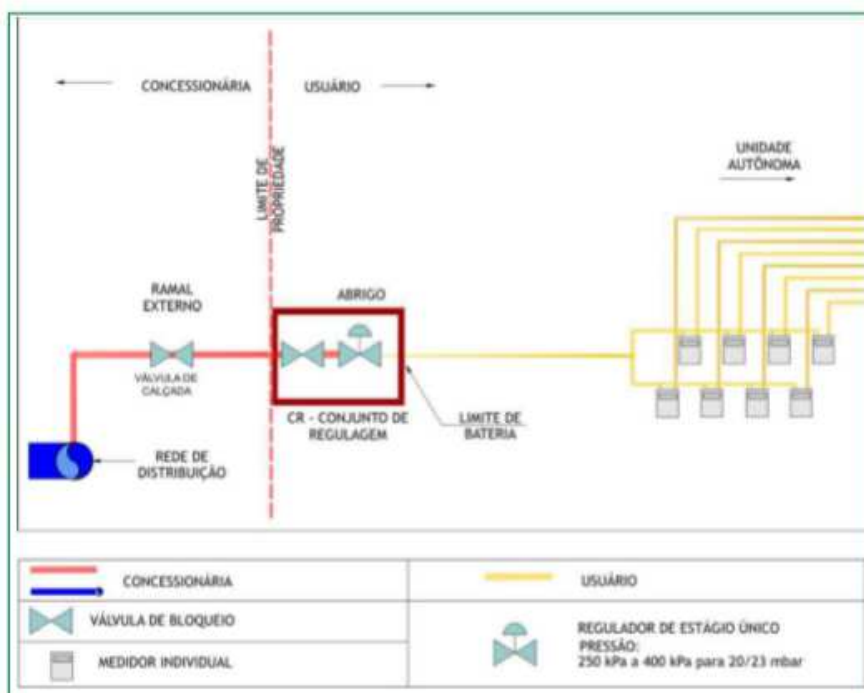 CONCESSIONÁRIA
USUÁRIO
LIMITE DE
PROPRIEDADE
UNIDADE
AUTÔNOMA
RAMAL
EXTERNO
ABRIGO
VÁLVULA DE
CALÇADA
CR - CONJUNTO DE
REGULAGEM
LIMITE DE
BATERIA
REDE DE
DISTRIBUIÇÃO
CONCESSIONÁRIA
USUÁRIO
VÁLVULA DE BLOQUEIO
REGULADOR DE ESTÁGIO ÚNICO
PRESSÃO:
250 kPa a 400 kPa para 20/23 mbar
MEDIDOR INDIVIDUAL